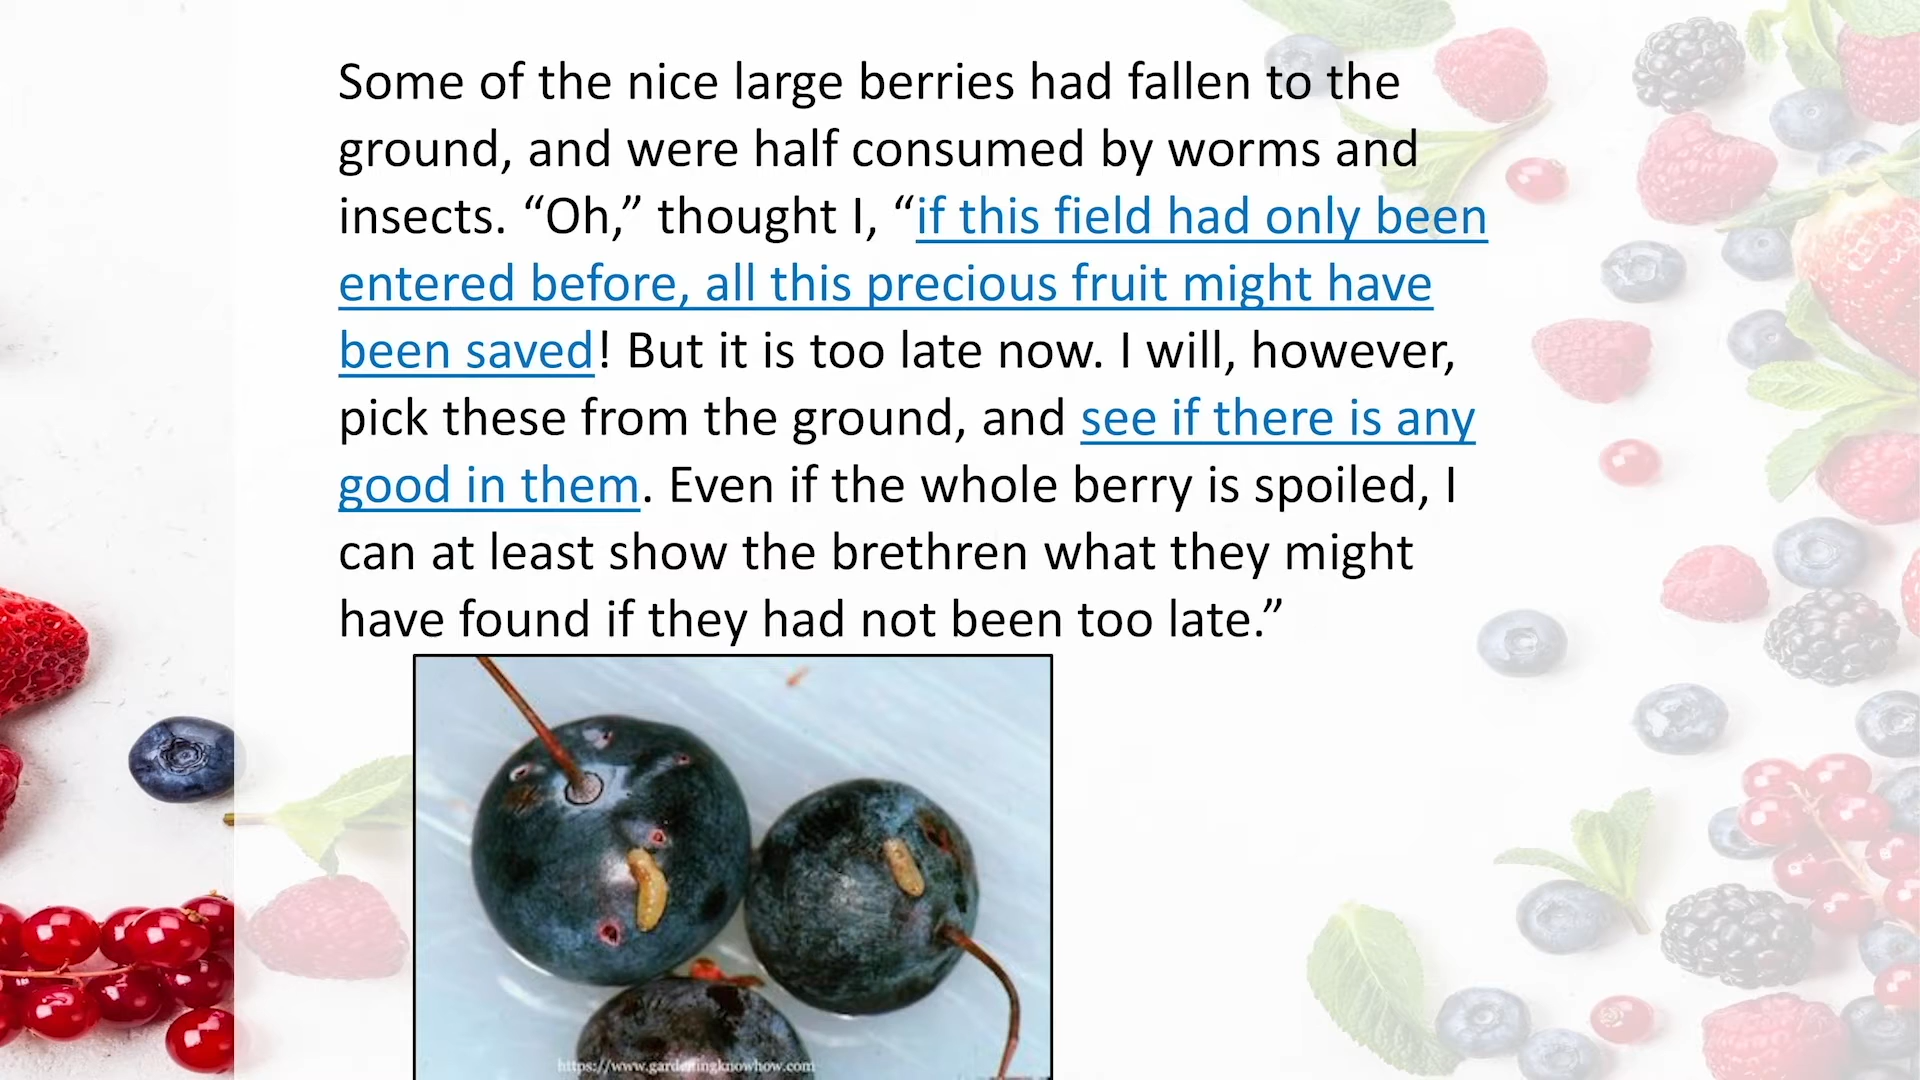 Some of the nice large berries had fallen to the
ground, and were half consumed by worms and
insects. “Oh,” thought I, “if this field had only been
entered before, all this precious fruit might have
been saved! But it is too late now. I will, however,
pick these from the ground, and see if there is any
good in them. Even if the whole berry is spoiled, I
can at least show the brethren what they might
have found if they had not been too late.”
https://www.gardeningknowhow.com